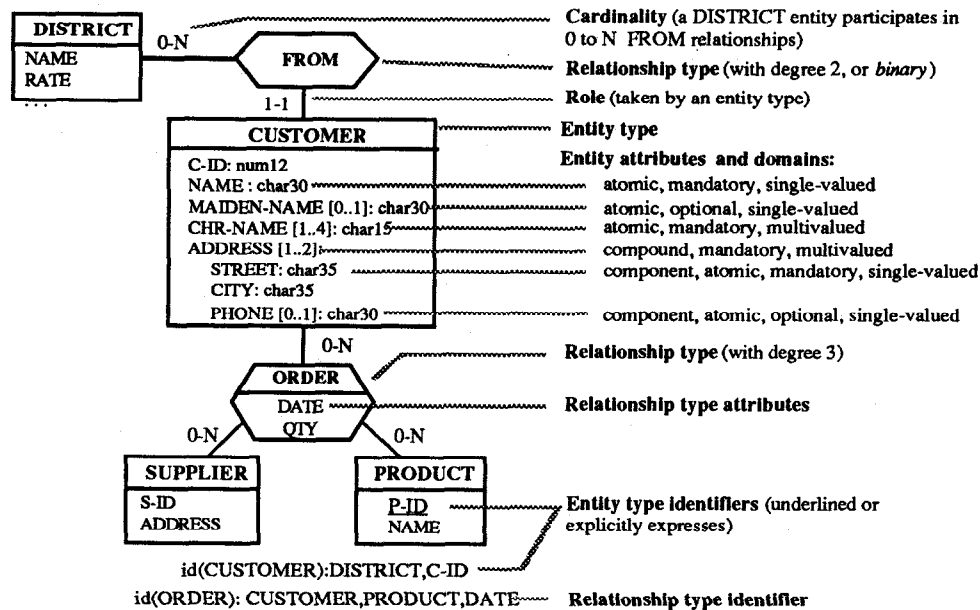 DISTRICT
NAME
RATE
. . .
0-N
FROM
1-1
Cardinality (a DISTRICT entity participates in
0 to N FROM relationships)
Relationship type (with degree 2, or binary)
Role (taken by an entity type)
Entity type
CUSTOMER
C-ID: num12
NAME : char30
MAIDEN-NAME [0..1]: char30
CHR-NAME [1..4]: char15
ADDRESS [1..2]:
STREET: char35
CITY: char35
PHONE [0..1]: char30
Entity attributes and domains:
atomic, mandatory, single-valued
atomic, optional, single-valued
atomic, mandatory, multivalued
compound, mandatory, multivalued
component, atomic, mandatory, single-valued
component, atomic, optional, single-valued
0-N
ORDER
DATE
QTY
Relationship type (with degree 3)
Relationship type attributes
0-N
0-N
SUPPLIER
S-ID
ADDRESS
PRODUCT
P-ID
NAME
Entity type identifiers (underlined or
explicitly expresses)
id(CUSTOMER):DISTRICT,C-ID
id(ORDER): CUSTOMER,PRODUCT,DATE
Relationship type identifier